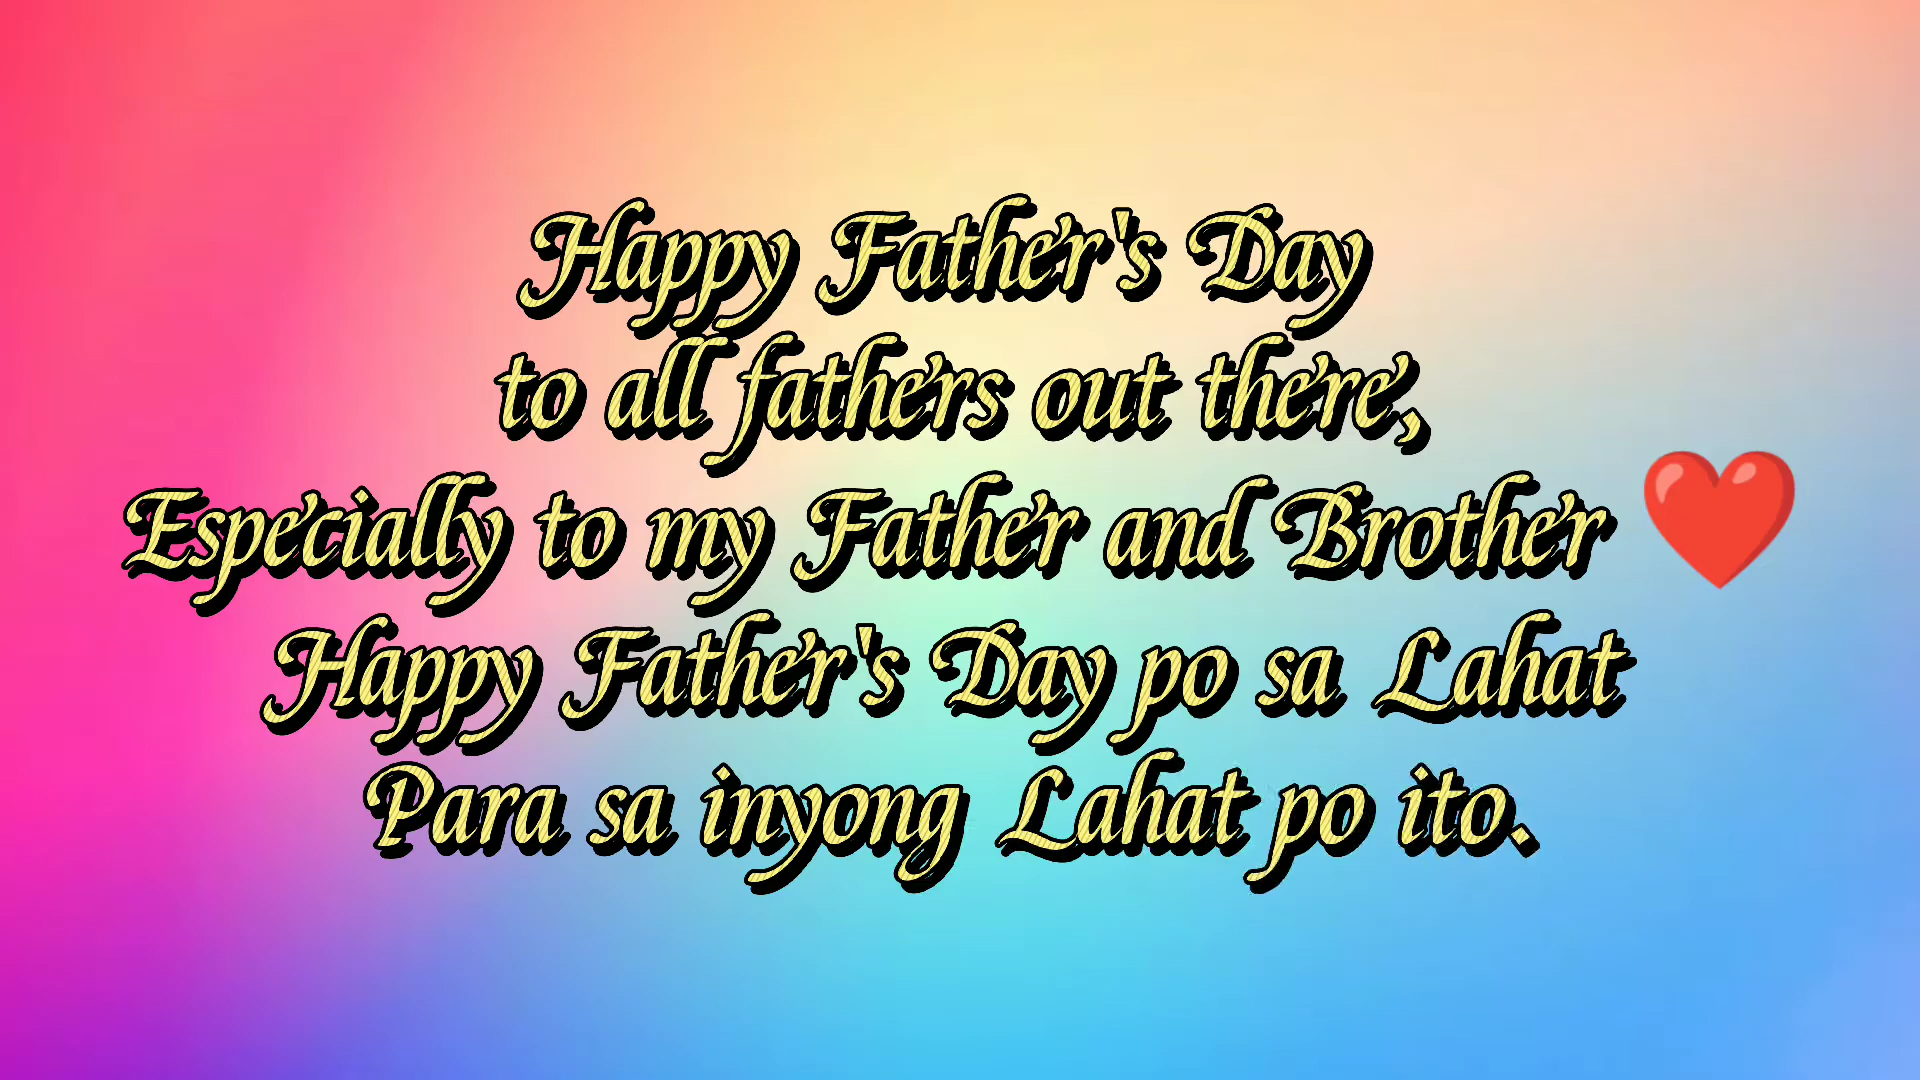 Happy Father's Day
to all fathers out there,
Especially to my Father and Brother ❤️
Happy Father's Day po sa Lahat
Para sa inyong Lahat po ito.